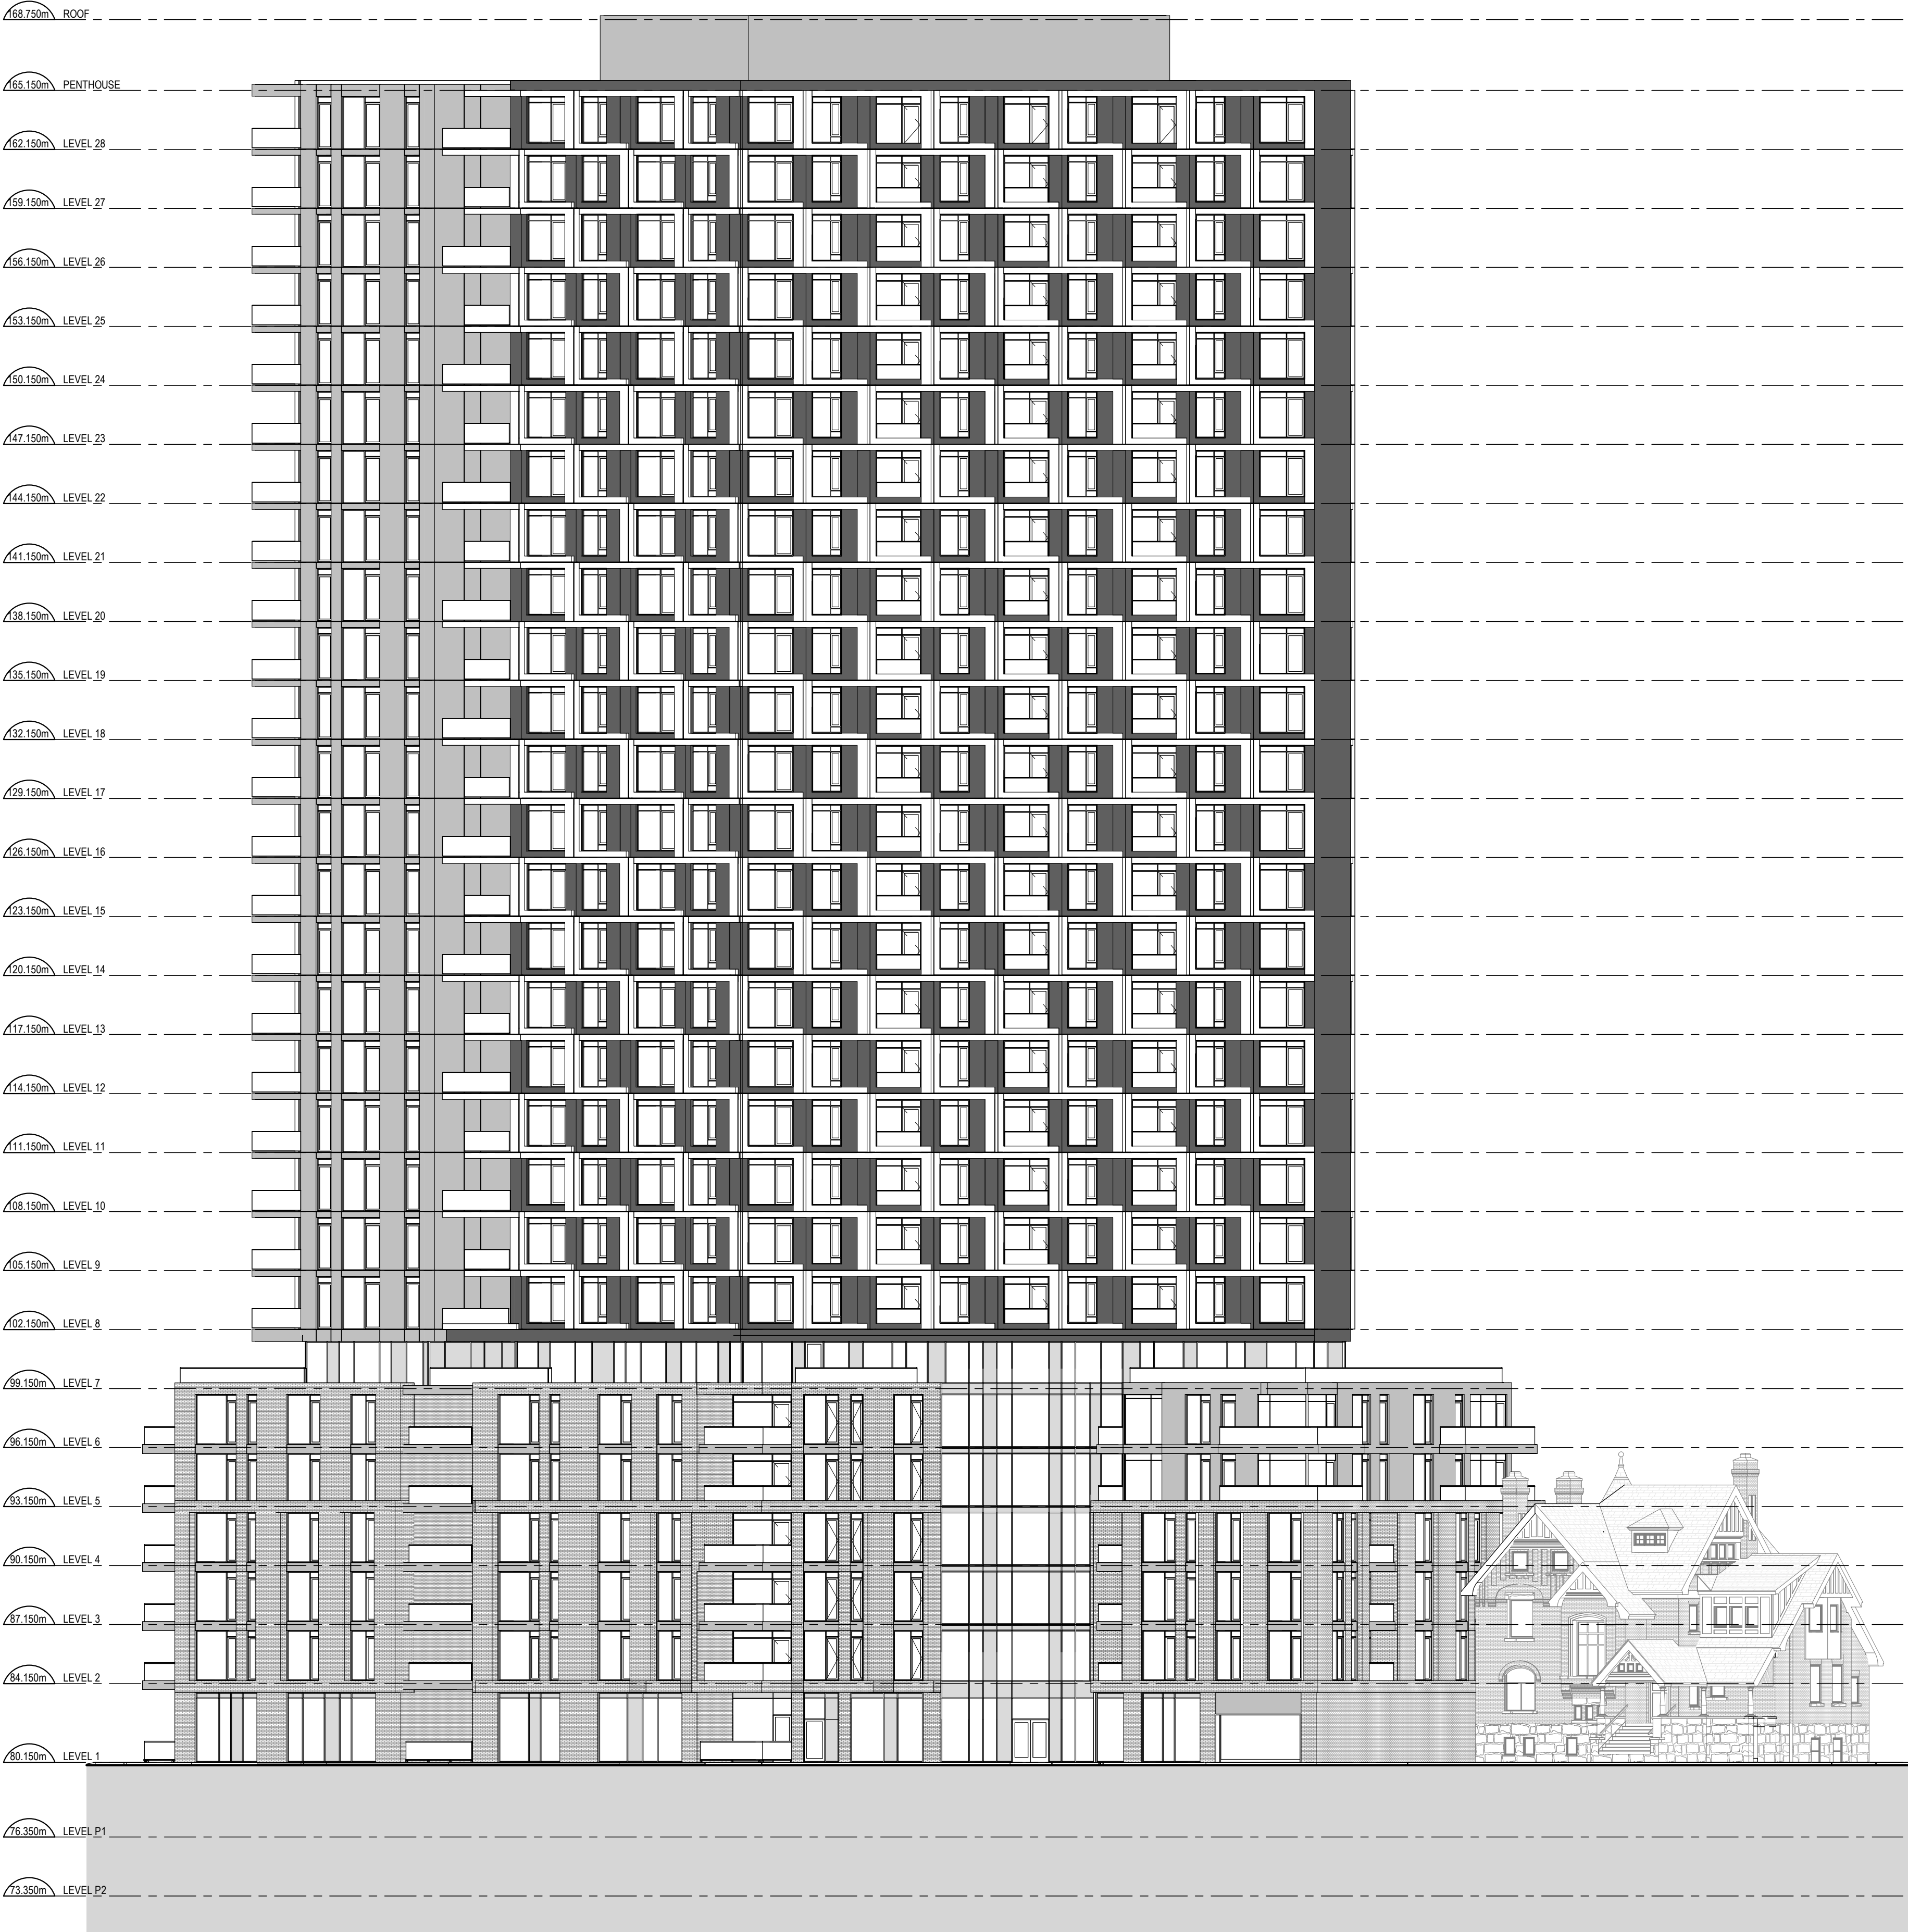 168.750m ROOF
165.150m PENTHOUSE
162.150m LEVEL 28
159.150m LEVEL 27
156.150m LEVEL 26
153.150m LEVEL 25
150.150m LEVEL 24
147.150m LEVEL 23
144.150m LEVEL 22
141.150m LEVEL 21
138.150m LEVEL 20
135.150m LEVEL 19
132.150m LEVEL 18
129.150m LEVEL 17
126.150m LEVEL 16
123.150m LEVEL 15
120.150m LEVEL 14
117.150m LEVEL 13
114.150m LEVEL 12
111.150m LEVEL 11
108.150m LEVEL 10
105.150m LEVEL 9
102.150m LEVEL 8
99.150m LEVEL 7
96.150m LEVEL 6
93.150m LEVEL 5
90.150m LEVEL 4
87.150m LEVEL 3
84.150m LEVEL 2
80.150m LEVEL 1
76.350m LEVEL P1
73.350m LEVEL P2